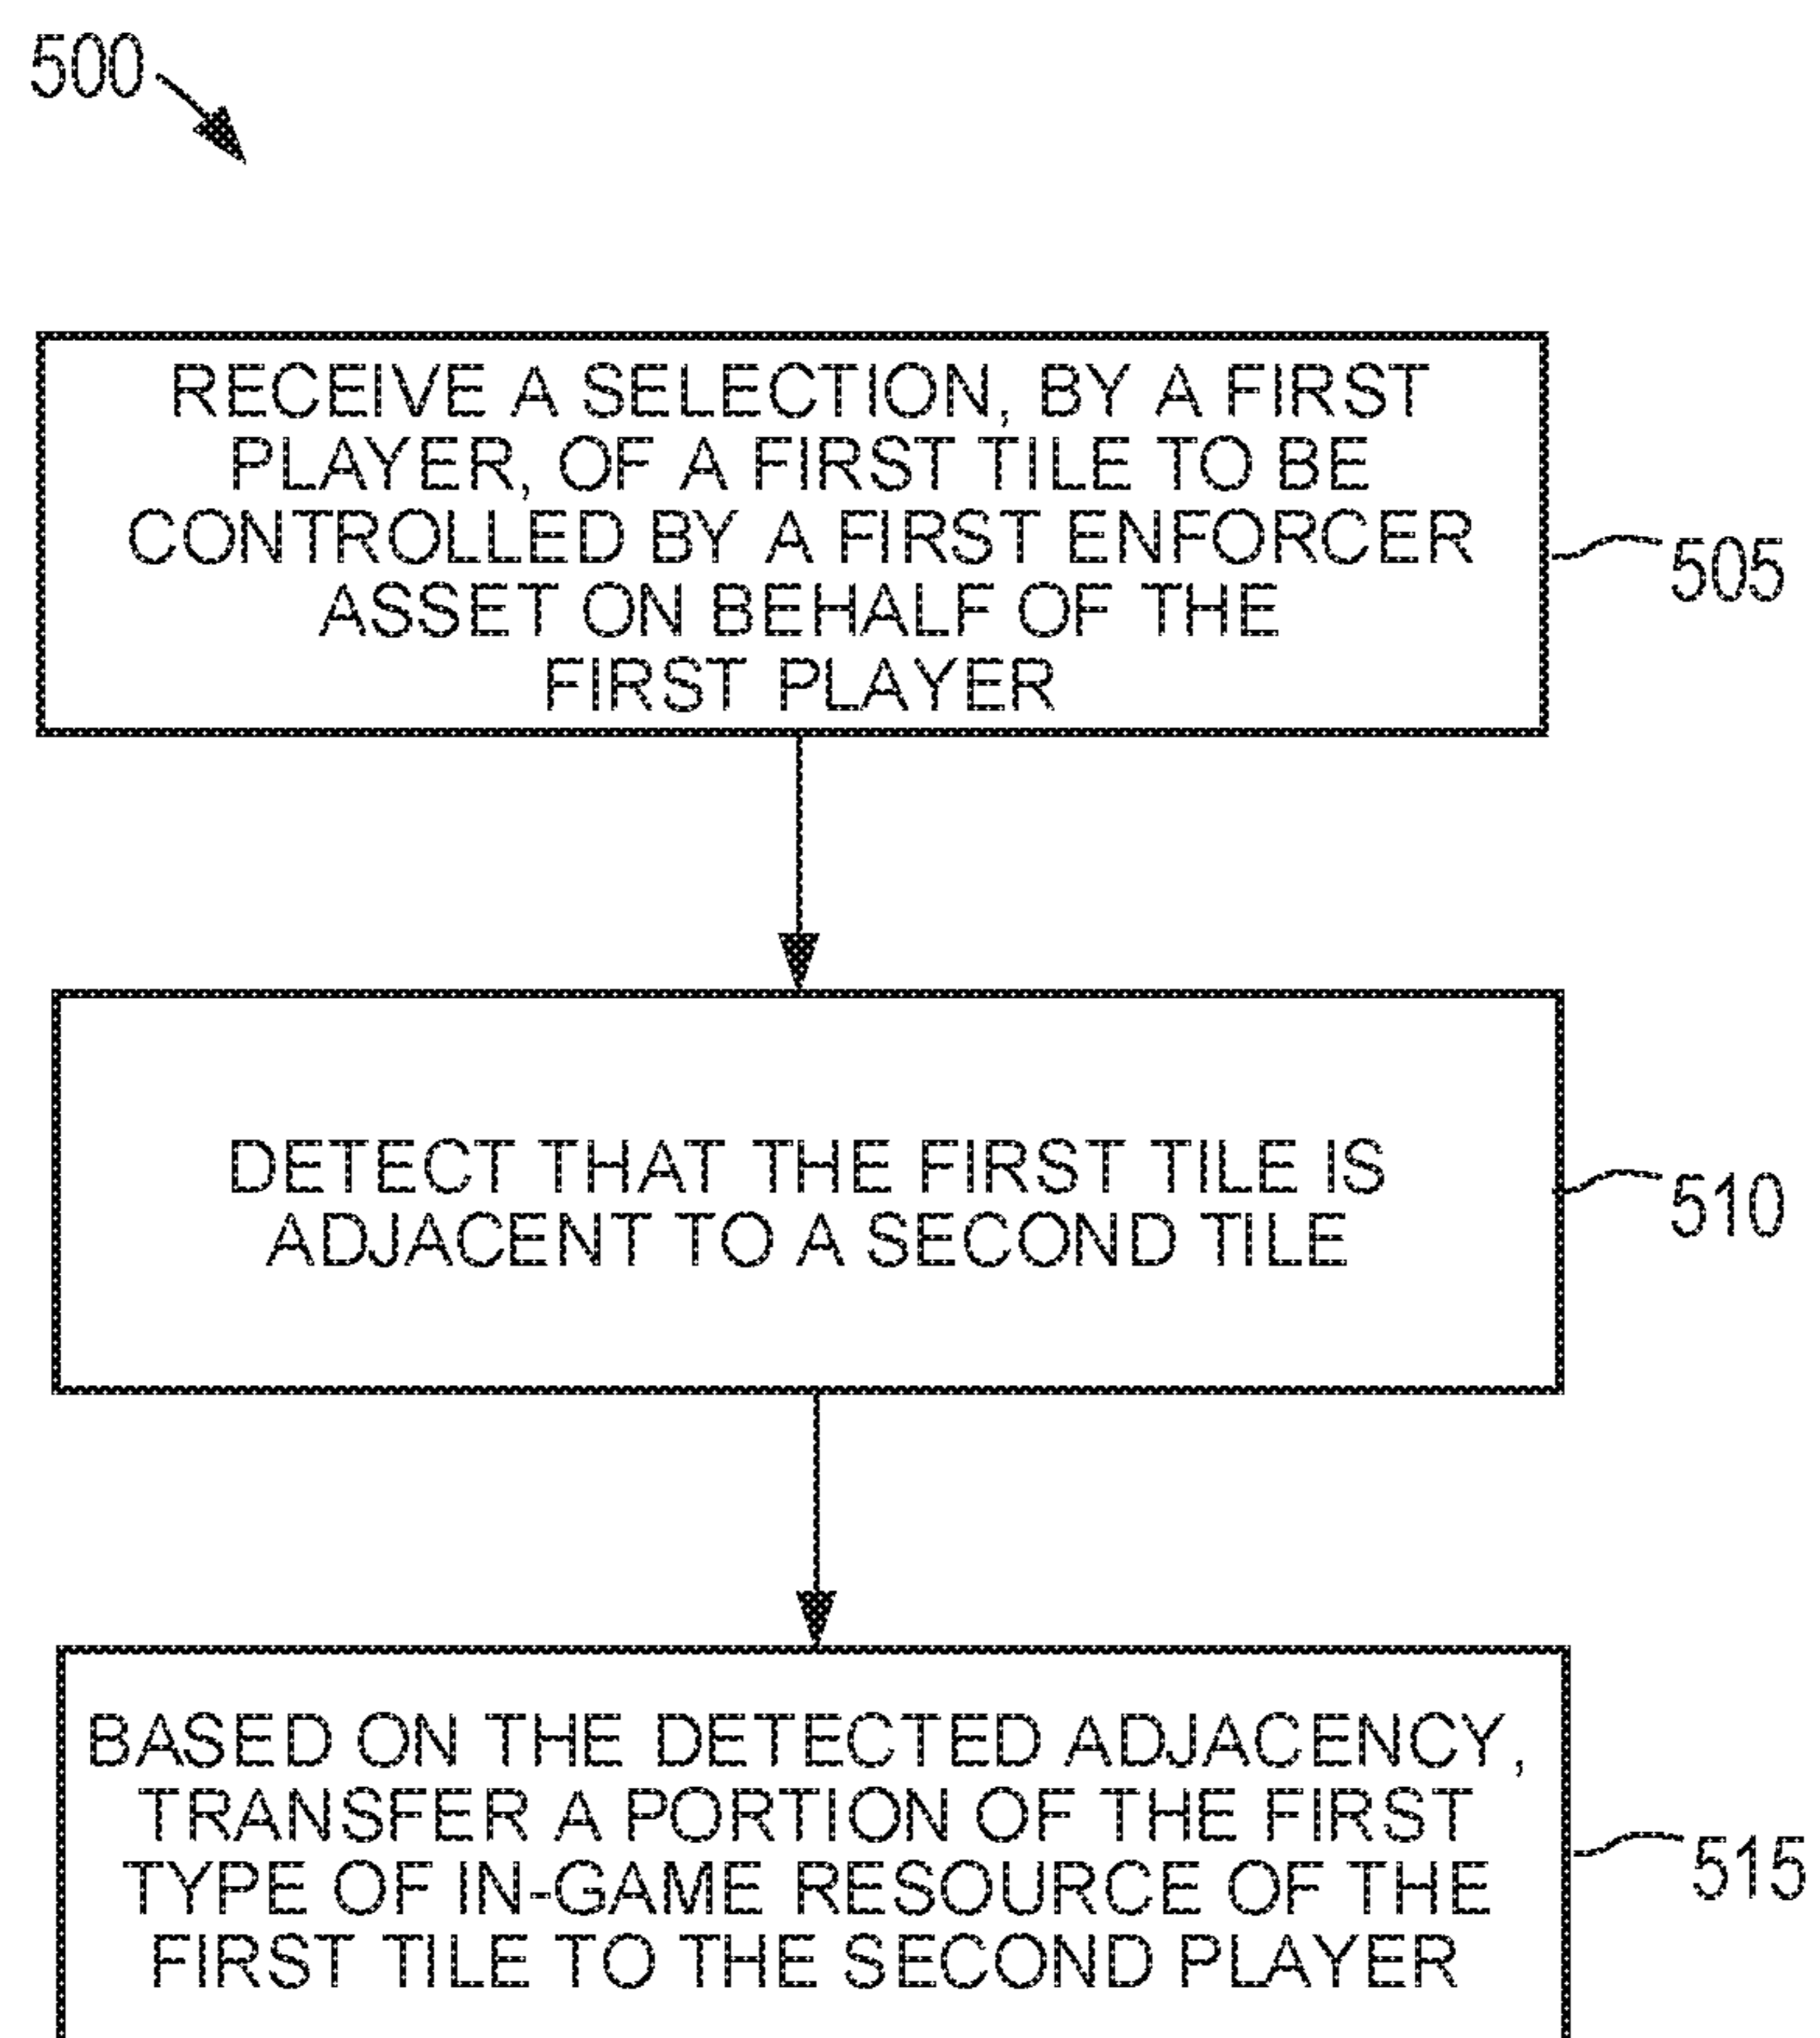 500
RECEIVE A SELECTION, BY A FIRST
PLAYER, OF A FIRST TILE TO BE
CONTROLLED BY A FIRST ENFORCER
ASSET ON BEHALF OF THE
FIRST PLAYER
505
DETECT THAT THE FIRST TILE IS
ADJACENT TO A SECOND TILE
510
BASED ON THE DETECTED ADJACENCY,
TRANSFER A PORTION OF THE FIRST
TYPE OF IN-GAME RESOURCE OF THE
FIRST TILE TO THE SECOND PLAYER
515